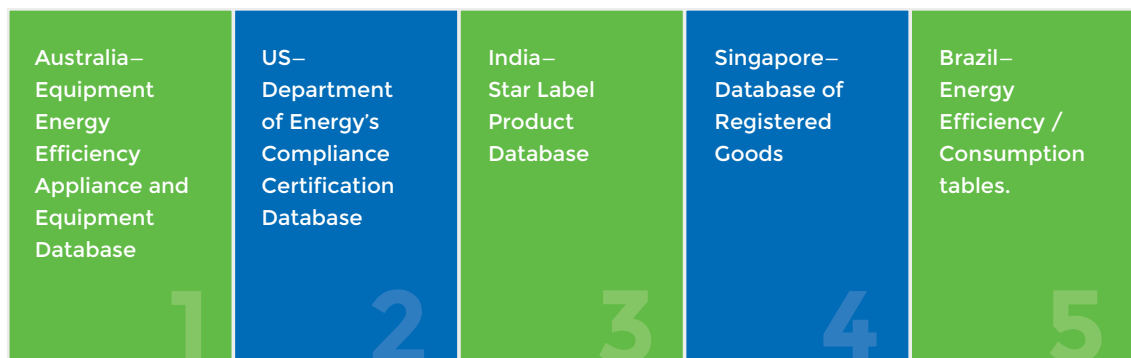 Australia—
Equipment
Energy
Efficiency
Appliance and
Equipment
Database
1
US—
Department
of Energy’s
Compliance
Certification
Database
2
India—
Star Label
Product
Database
3
Singapore—
Database of
Registered
Goods
4
Brazil—
Energy
Efficiency /
Consumption
tables.
5